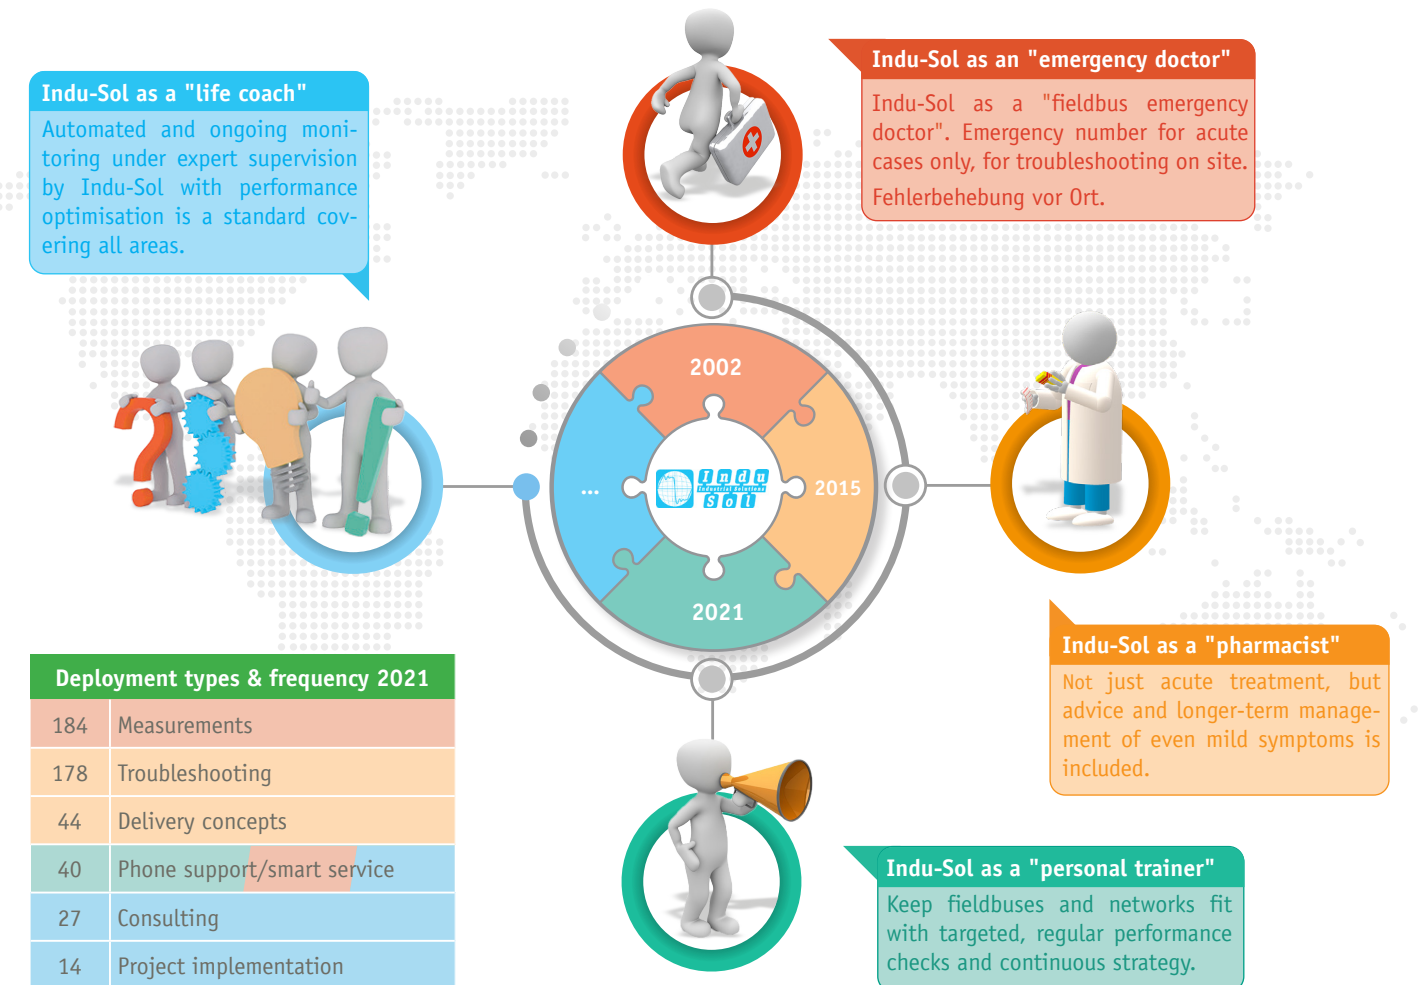 Indu-Sol as a "life coach"
Automated and ongoing moni-
toring under expert supervision
by Indu-Sol with performance
optimisation is a standard cov-
ering all areas.
Indu-Sol as an "emergency doctor"
Indu-Sol as a "fieldbus emergency
doctor". Emergency number for acute
cases only, for troubleshooting on site.
Fehlerbehebung vor Ort.
2002
2015
2021
...
Indu
Industrial Solutions
Sol
Indu-Sol as a "pharmacist"
Not just acute treatment, but
advice and longer-term manage-
ment of even mild symptoms is
included.
Indu-Sol as a "personal trainer"
Keep fieldbuses and networks fit
with targeted, regular performance
checks and continuous strategy.
Deployment types & frequency 2021
184 Measurements
178 Troubleshooting
44 Delivery concepts
40 Phone support/smart service
27 Consulting
14 Project implementation